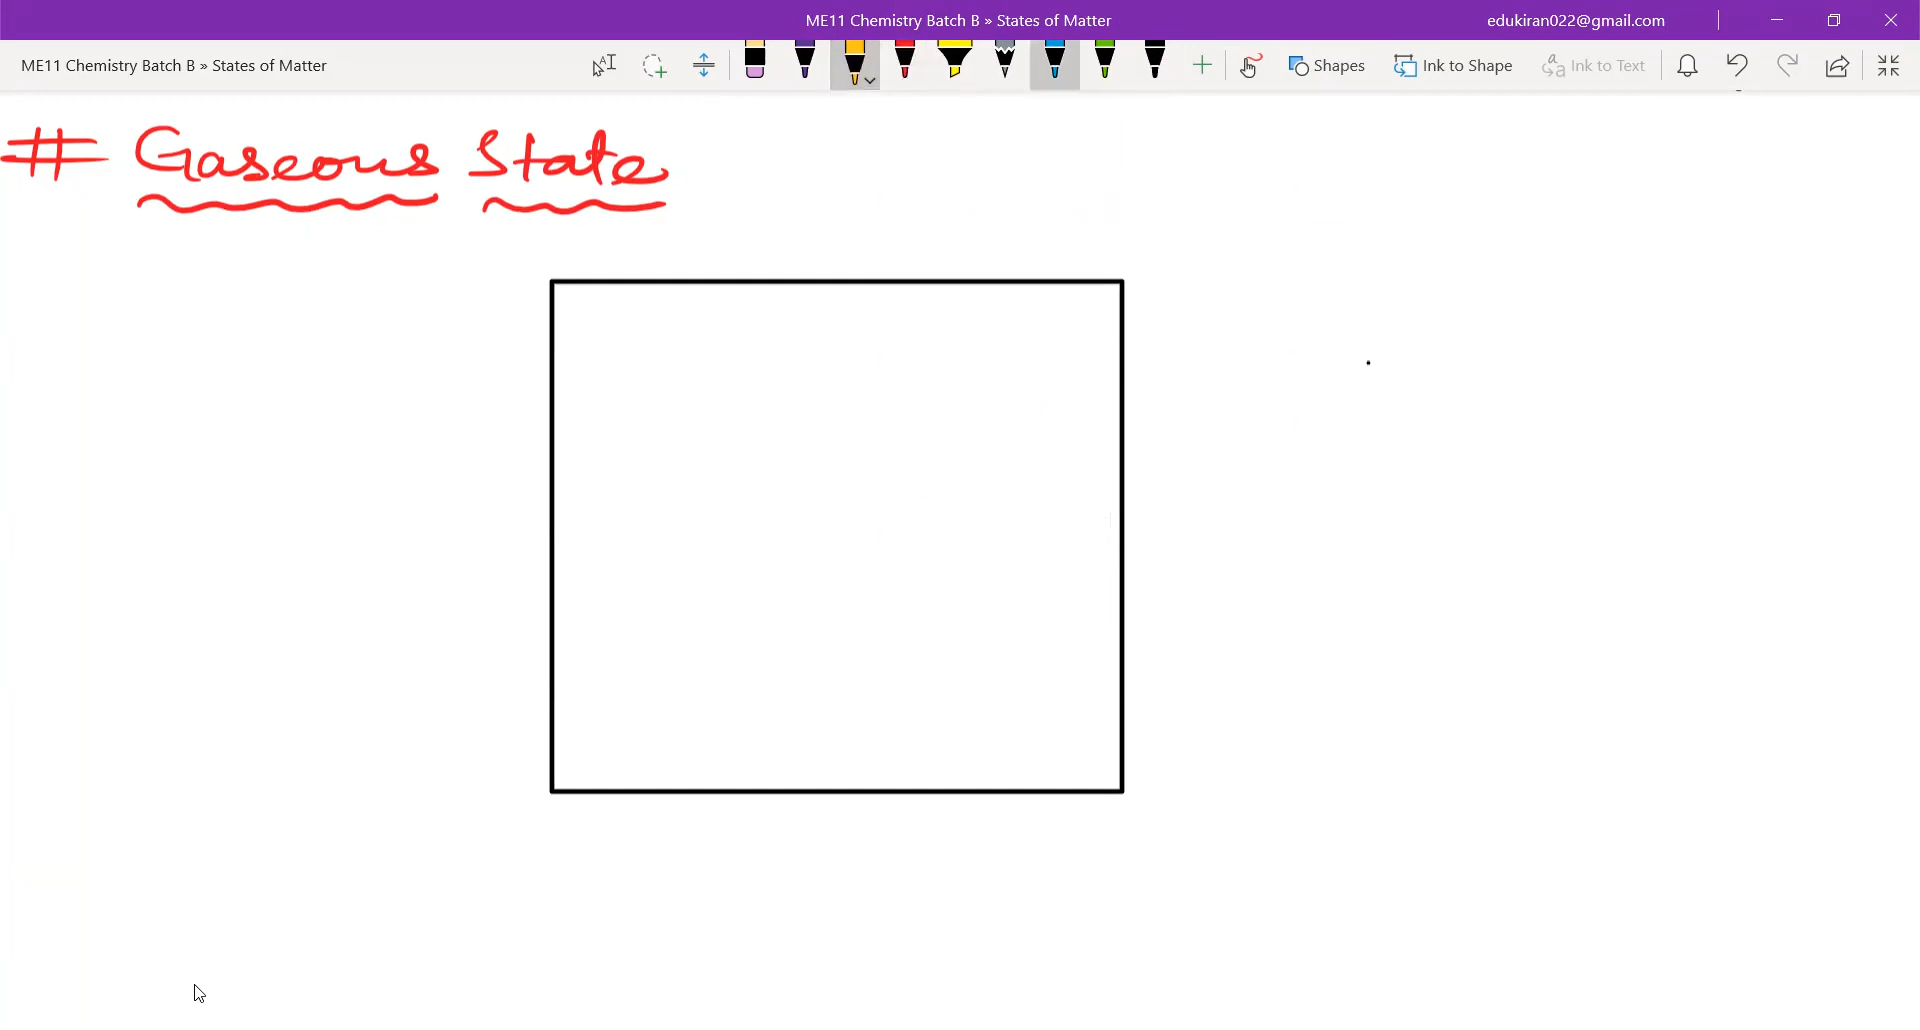 ME11 Chemistry Batch B » States of Matter
edukiran022@gmail.com
ME11 Chemistry Batch B » States of Matter
Shapes
Ink to Shape
Ink to Text
# Gaseous State